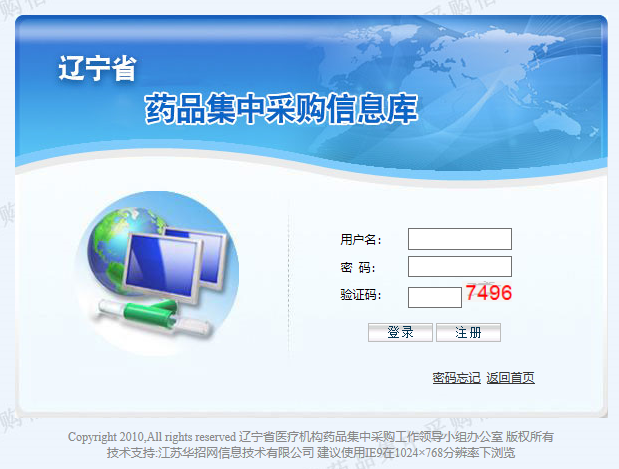 辽宁省
药品集中采购信息库
用户名:
密 码:
验证码: 7496
登录 注册
密码忘记 返回首页
Copyright 2010,All rights reserved 辽宁省医疗机构药品集中采购工作领导小组办公室 版权所有
技术支持:江苏华招网信息技术有限公司 建议使用IE9在1024×768分辨率下浏览